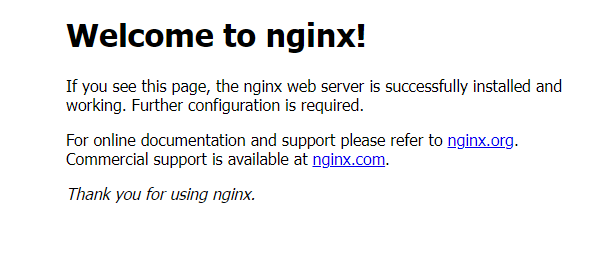 Welcome to nginx!
If you see this page, the nginx web server is successfully installed and
working. Further configuration is required.
For online documentation and support please refer to nginx.org.
Commercial support is available at nginx.com.
Thank you for using nginx.